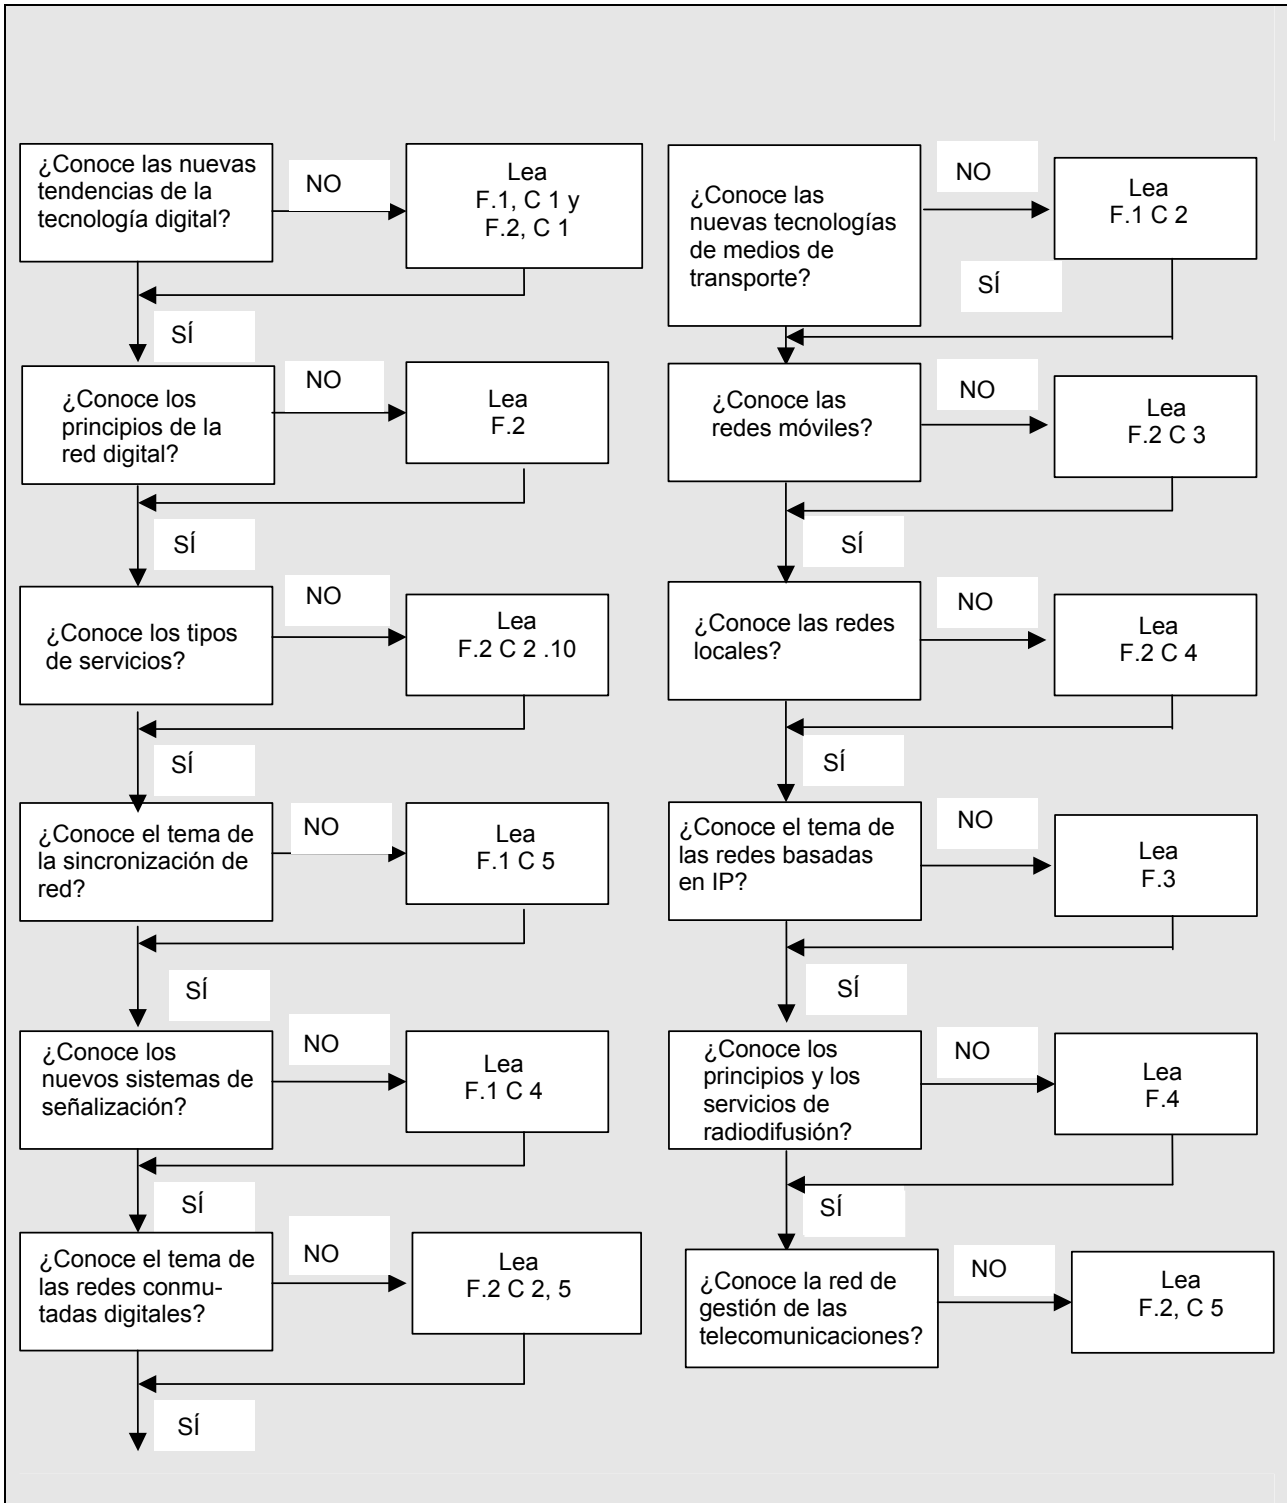 ¿Conoce las nuevas
tendencias de la
tecnología digital?
NO
Lea
F.1, C 1 y
F.2, C 1
SÍ
¿Conoce los
principios de la
red digital?
NO
Lea
F.2
SÍ
¿Conoce los tipos
de servicios?
NO
Lea
F.2 C 2 .10
SÍ
¿Conoce el tema de
la sincronización de
red?
NO
Lea
F.1 C 5
SÍ
¿Conoce los
nuevos sistemas de
señalización?
NO
Lea
F.1 C 4
SÍ
¿Conoce el tema de
las redes conmu-
tadas digitales?
NO
Lea
F.2 C 2, 5
SÍ
¿Conoce las
nuevas tecnologías
de medios de
transporte?
NO
Lea
F.1 C 2
SÍ
¿Conoce las
redes móviles?
NO
Lea
F.2 C 3
SÍ
¿Conoce las redes
locales?
NO
Lea
F.2 C 4
SÍ
¿Conoce el tema de
las redes basadas
en IP?
NO
Lea
F.3
SÍ
¿Conoce los
principios y los
servicios de
radiodifusión?
NO
Lea
F.4
SÍ
¿Conoce la red de
gestión de las
telecomunicaciones?
NO
Lea
F.2, C 5